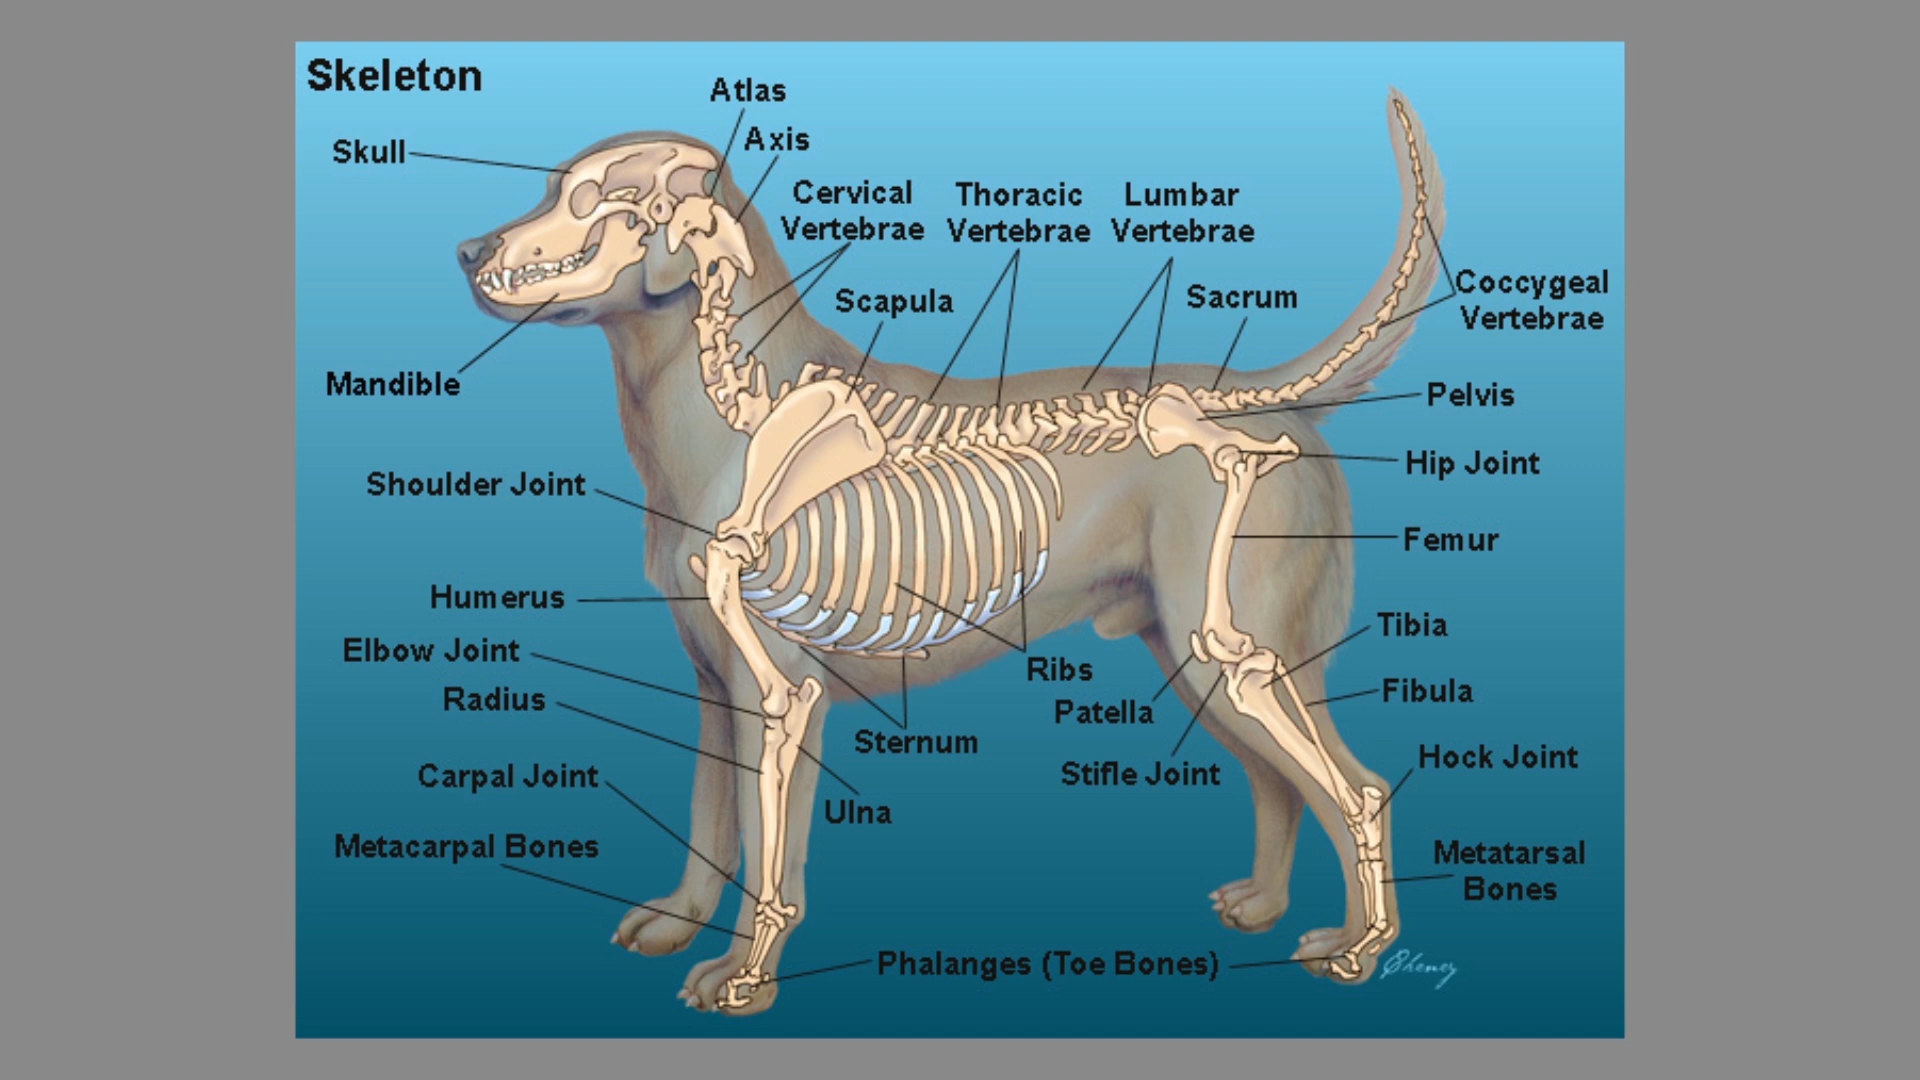 Skeleton
Atlas
Axis
Skull
Cervical
Vertebrae
Thoracic
Vertebrae
Lumbar
Vertebrae
Scapula
Sacrum
Coccygeal
Vertebrae
Mandible
Pelvis
Shoulder Joint
Hip Joint
Femur
Humerus
Tibia
Elbow Joint
Ribs
Radius
Patella
Fibula
Sternum
Stifle Joint
Hock Joint
Carpal Joint
Ulna
Metacarpal Bones
Metatarsal
Bones
Phalanges (Toe Bones)
Cheney